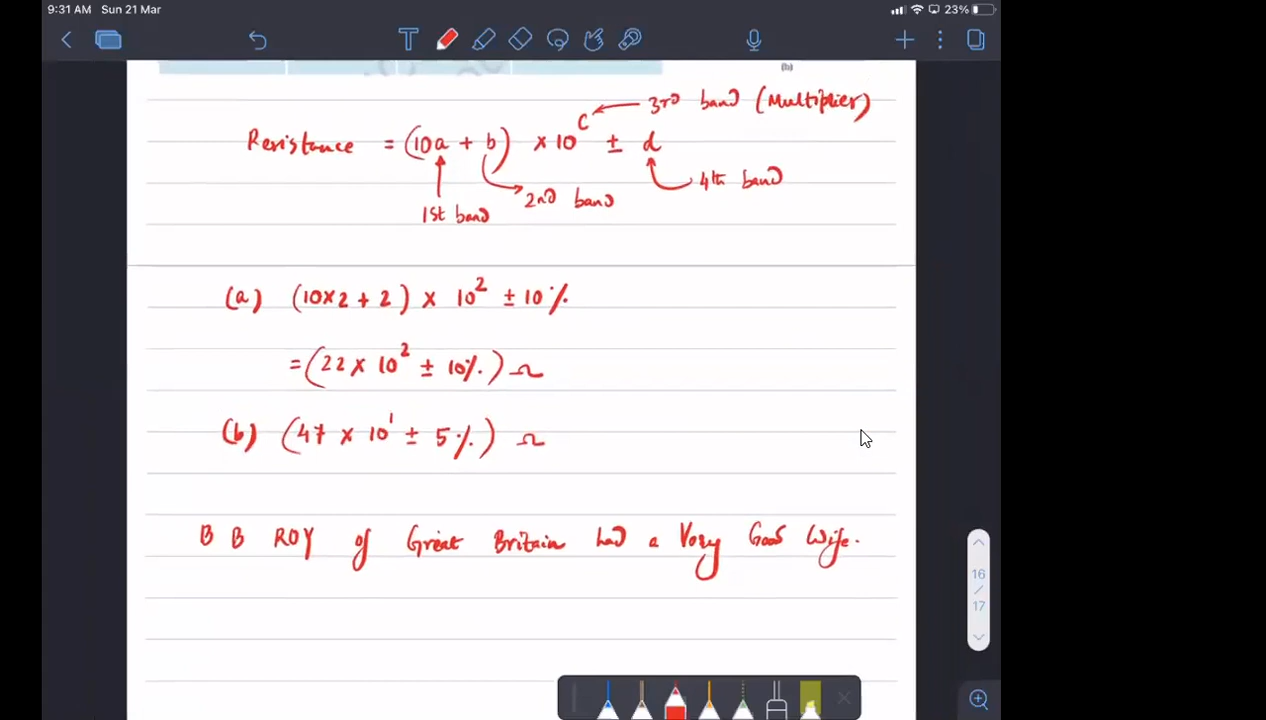 9:31 AM Sun 21 Mar
23%
(b)
3rd band (Multiplier)
Resistance = (10a + b) × 10^c ± d
4th band
2nd band
1st band
(a) (10×2 + 2) × 10^2 ± 10%
= (22 × 10^2 ± 10%) Ω
(b) (47 × 10^1 ± 5%) Ω
B B ROY of Great Britain had a Very Good Wife.
16
/
17